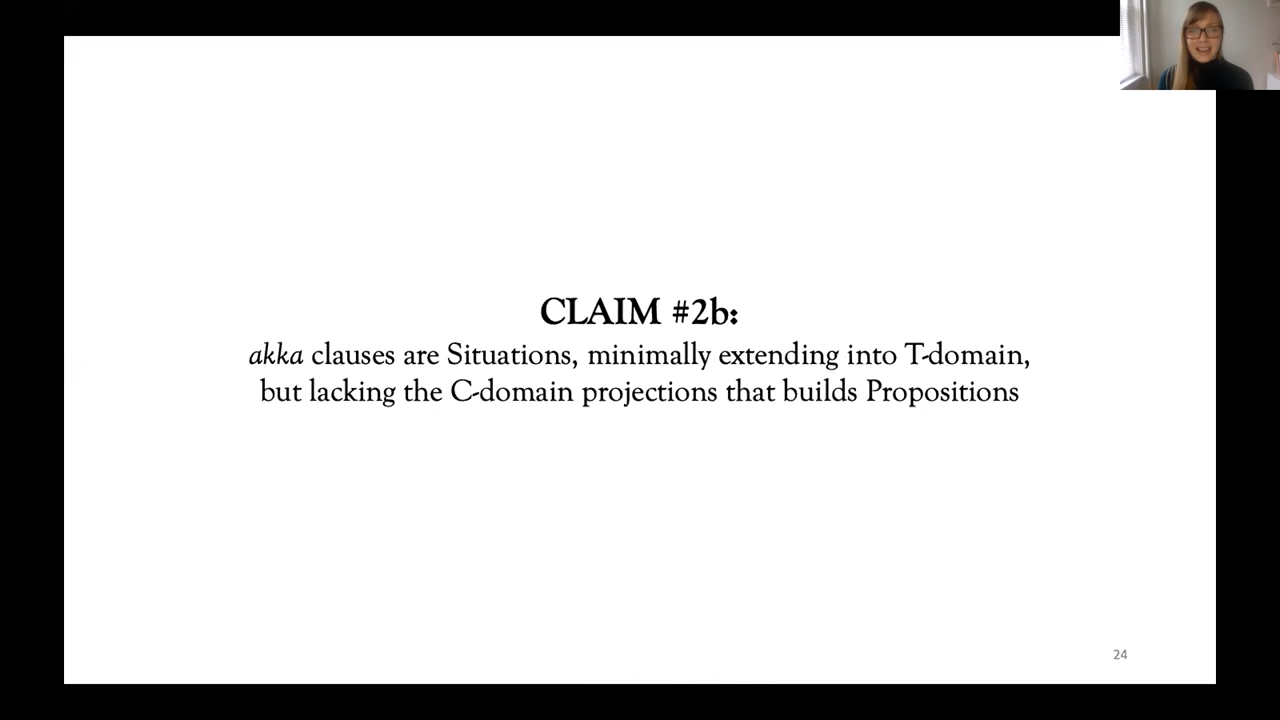 CLAIM #2b:
akka clauses are Situations, minimally extending into T-domain,
but lacking the C-domain projections that builds Propositions
24